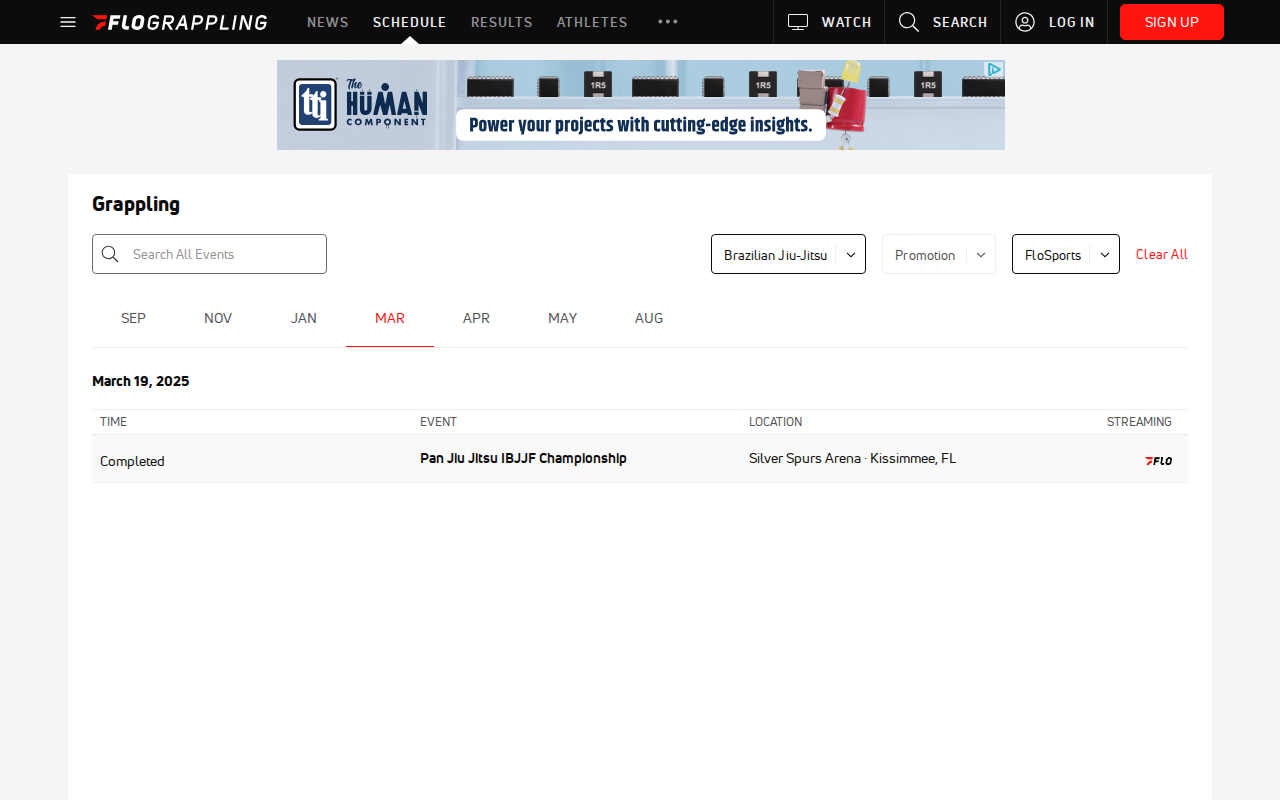 FLOGRAPPLING NEWS SCHEDULE RESULTS ATHLETES WATCH SEARCH LOG IN SIGN UP
tti The HUMAN COMPONENT
1R5 1R5 1R5
Power your projects with cutting-edge insights.
Grappling
Search All Events Brazilian Jiu-Jitsu Promotion FloSports Clear All
SEP NOV JAN MAR APR MAY AUG
March 19, 2025
TIME EVENT LOCATION STREAMING
Completed Pan Jiu Jitsu IBJJF Championship Silver Spurs Arena · Kissimmee, FL FLO